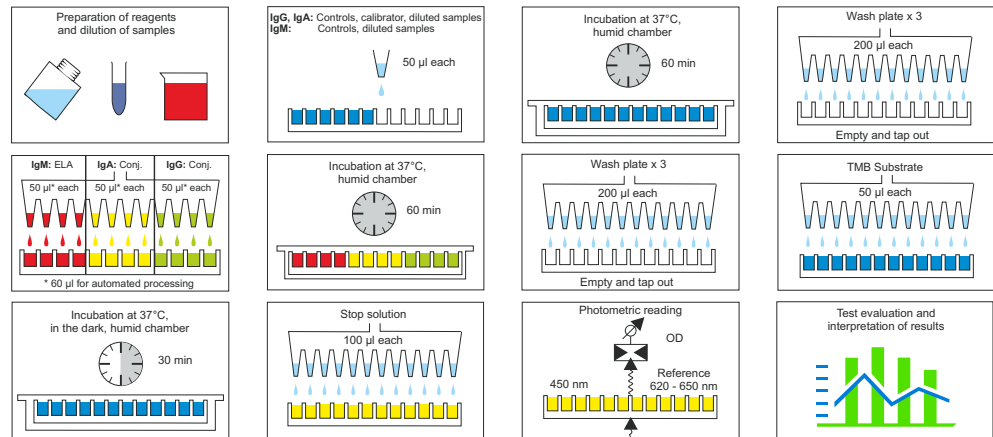 Preparation of reagents
and dilution of samples
IgG, IgA: Controls, calibrator, diluted samples
IgM: Controls, diluted samples
50 µl each
Incubation at 37°C,
humid chamber
60 min
Wash plate x 3
200 µl each
Empty and tap out
IgM: ELA
IgA: Conj.
IgG: Conj.
50 µl* each
50 µl* each
50 µl* each
* 60 µl for automated processing
Incubation at 37°C,
humid chamber
60 min
Wash plate x 3
200 µl each
Empty and tap out
TMB Substrate
50 µl each
Incubation at 37°C,
in the dark, humid chamber
30 min
Stop solution
100 µl each
Photometric reading
OD
450 nm
Reference
620 - 650 nm
Test evaluation and
interpretation of results